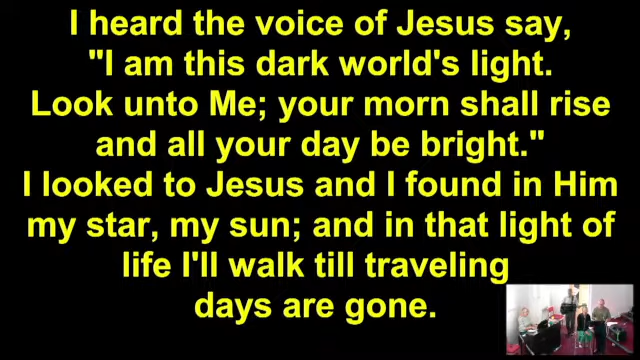 I heard the voice of Jesus say,
"I am this dark world's light.
Look unto Me; your morn shall rise
and all your day be bright."
I looked to Jesus and I found in Him
my star, my sun; and in that light of
life I'll walk till traveling
days are gone.